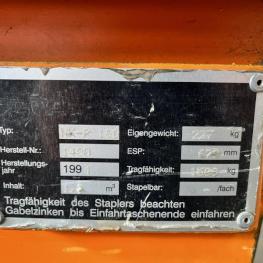 Typ: Eigengewicht: 227 kg
Herstell-Nr.: ESP: mm
Herstellungs-
jahr 199 Tragfähigkeit: kg
Inhalt: m³ Stapelbar: - /fach
Tragfähigkeit des Staplers beachten
Gabelzinken bis Einfahrtaschenende einfahren